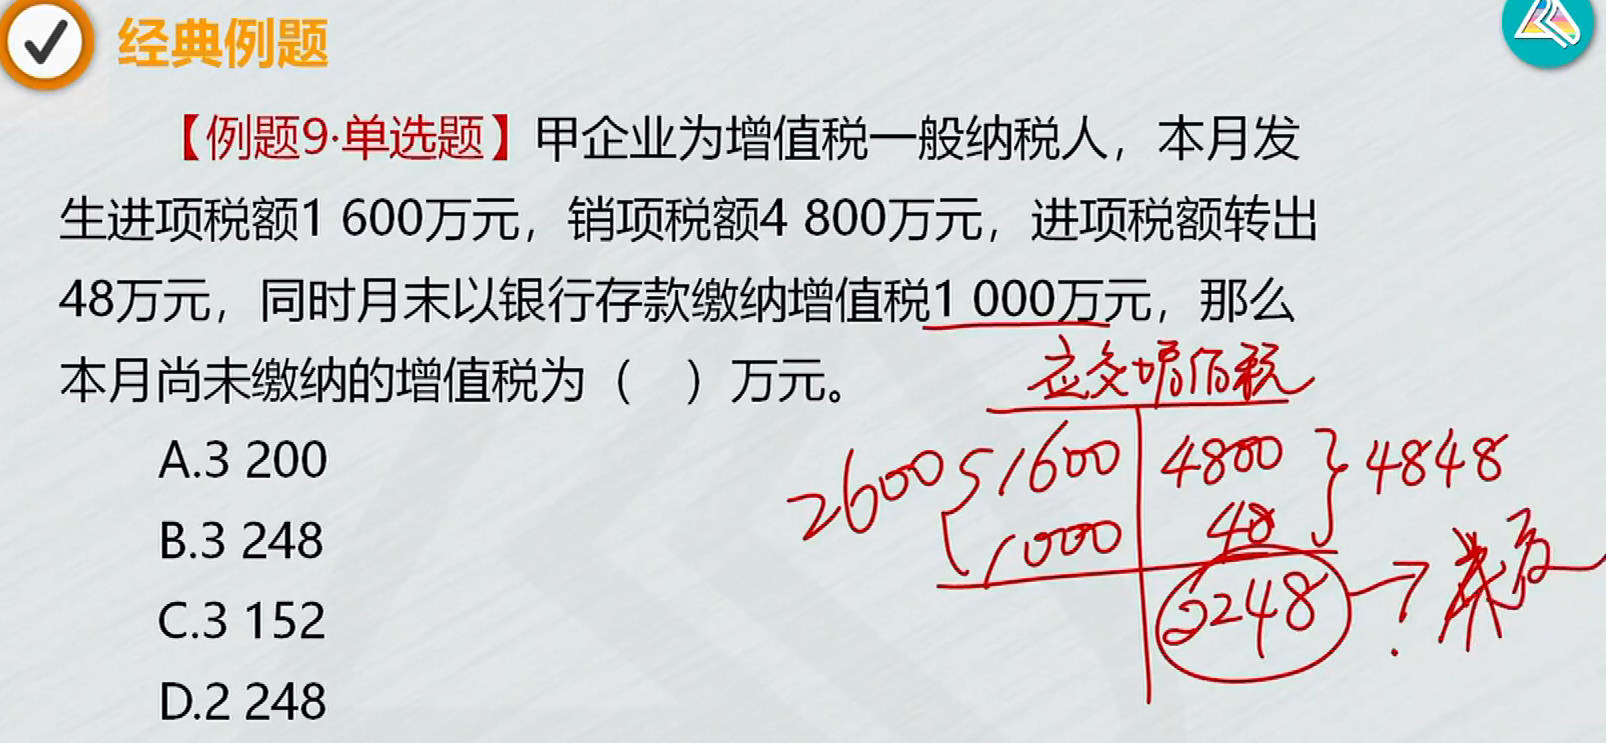 经典例题
【例题9·单选题】甲企业为增值税一般纳税人，本月发
生进项税额1 600万元，销项税额4 800万元，进项税额转出
48万元，同时月末以银行存款缴纳增值税1 000万元，那么
本月尚未缴纳的增值税为（　）万元。
应交增值税
A.3 200
B.3 248
C.3 152
D.2 248
2600 { 1600 4800 } 4848
1000 48
2248 → ?